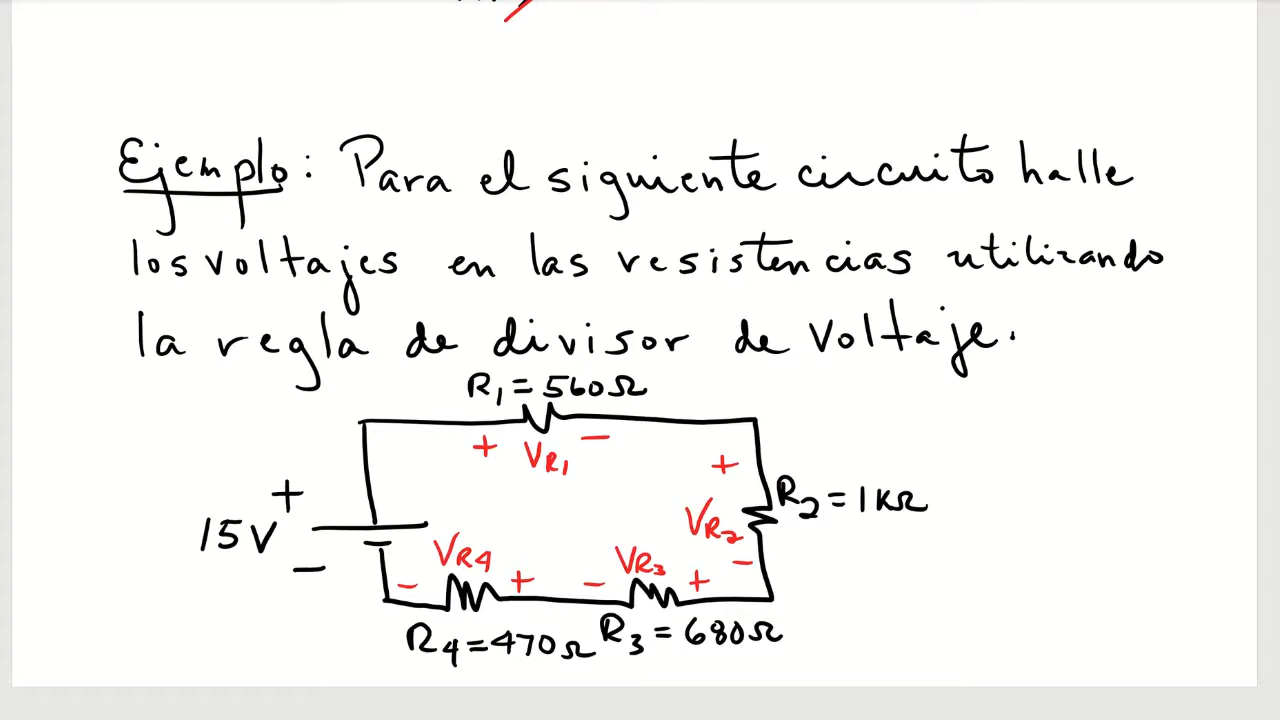 Ejemplo: Para el siguiente circuito halle
los voltajes en las resistencias utilizando
la regla de divisor de voltaje.
R1 = 560Ω
+ VR1 −
+
R2 = 1KΩ
15V
+
−
VR2
−
VR4
− +
VR3
− +
R4 = 470Ω
R3 = 680Ω